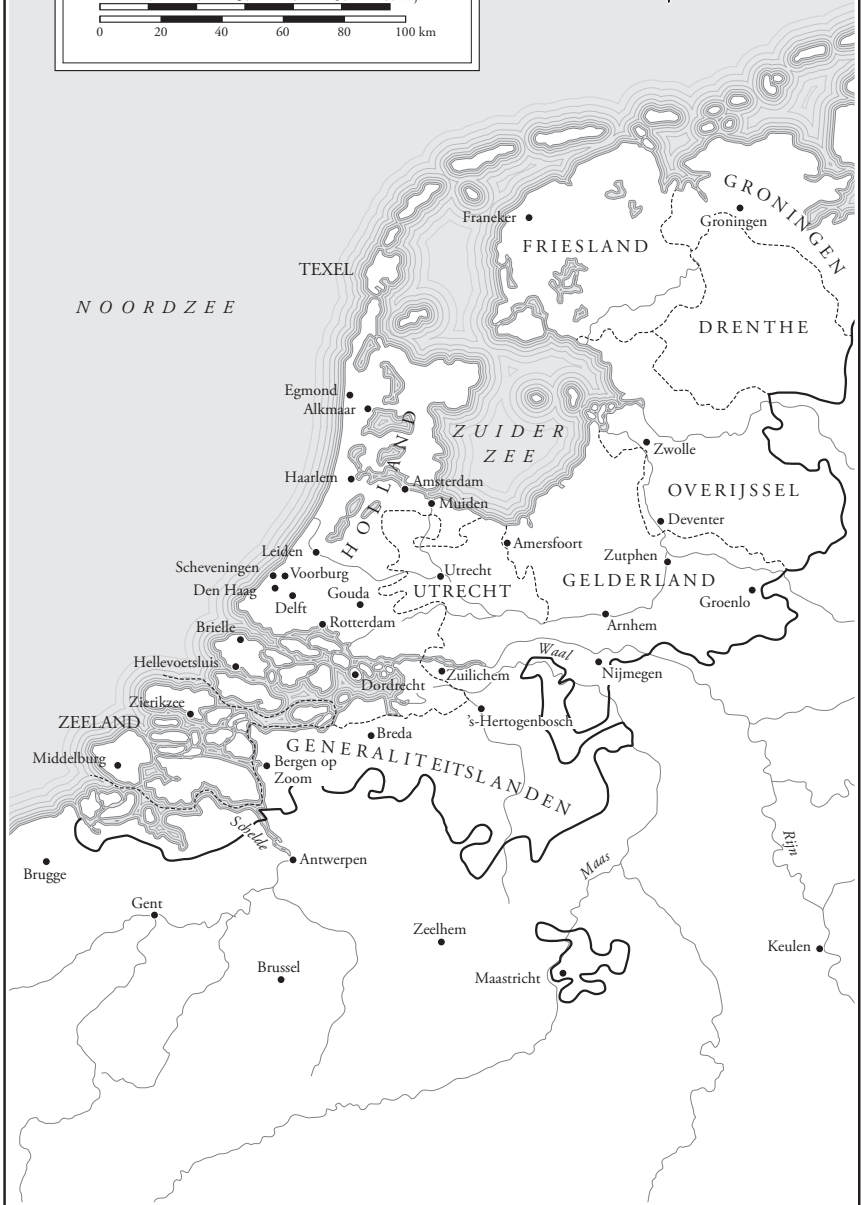 0 20 40 60 80 100 km
GRONINGEN
Groningen
Franeker
FRIESLAND
TEXEL
NOORDZEE
DRENTHE
Egmond
Alkmaar
HOLLAND
ZUIDER
ZEE
Zwolle
Haarlem
Amsterdam
OVERIJSSEL
Muiden
Deventer
Leiden
Amersfoort
Zutphen
Scheveningen
Voorburg
Utrecht
GELDERLAND
Den Haag
Gouda
UTRECHT
Groenlo
Delft
Rotterdam
Arnhem
Brielle
Waal
Hellevoetsluis
Zuilichem
Nijmegen
Dordrecht
Zierikzee
ZEELAND
's-Hertogenbosch
Breda
GENERALITEITSLANDEN
Middelburg
Bergen op
Zoom
Schelde
Rijn
Antwerpen
Maas
Brugge
Gent
Zeelhem
Keulen
Brussel
Maastricht